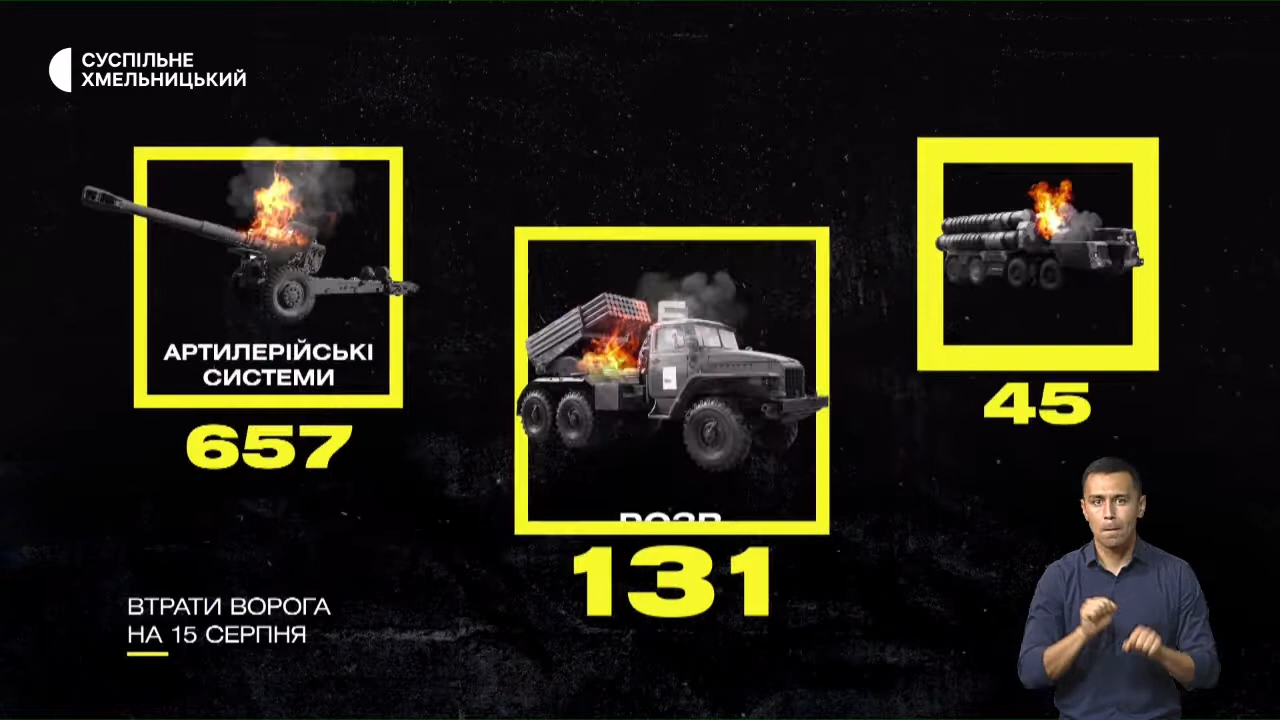 СУСПІЛЬНЕ
ХМЕЛЬНИЦЬКИЙ
АРТИЛЕРІЙСЬКІ
СИСТЕМИ
657
131
45
ВТРАТИ ВОРОГА
НА 15 СЕРПНЯ